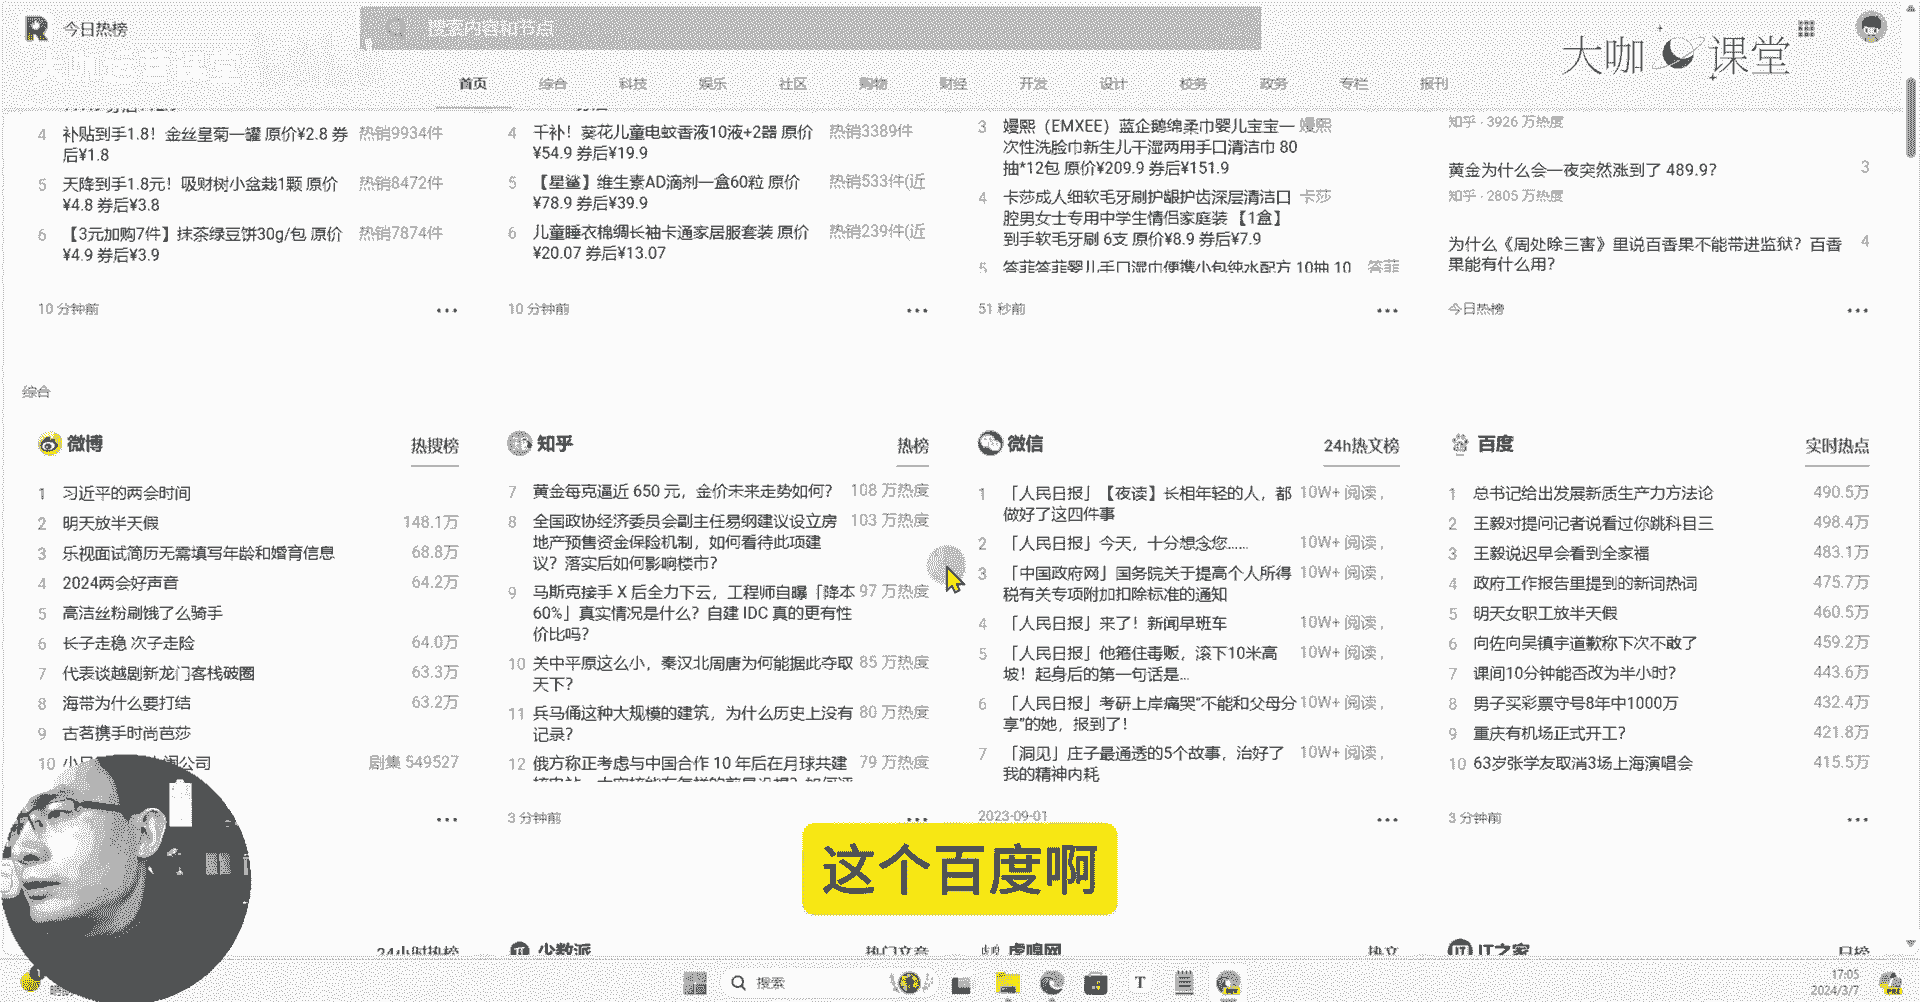 今日热榜
搜索内容和节点
大咖课堂
首页 综合 科技 娱乐 社区 购物 财经 开发 设计 校务 政务 专栏 报刊
4 补贴到手1.8！金丝皇菊一罐 原价¥2.8 券 热销9934件
后¥1.8
5 天降到手1.8元！吸财树小盆栽1颗 原价 热销8472件
¥4.8 券后¥3.8
6 【3元加购7件】抹茶绿豆饼30g/包 原价 热销7874件
¥4.9 券后¥3.9
10 分钟前
4 千补！葵花儿童电蚊香液10液+2器 原价 热销3389件
¥54.9 券后¥19.9
5 【星鲨】维生素AD滴剂一盒60粒 原价 热销533件(近
¥78.9 券后¥39.9
6 儿童睡衣棉绸长袖卡通家居服套装 原价 热销239件(近
¥20.07 券后¥13.07
10 分钟前
3 嫚熙（EMXEE）蓝企鹅绵柔巾婴儿宝宝一 嫚熙
次性洗脸巾新生儿干湿两用手口清洁巾 80
抽*12包 原价¥209.9 券后¥151.9
4 卡莎成人细软毛牙刷护龈护齿深层清洁口 卡莎
腔男女士专用中学生情侣家庭装 【1盒】
到手软毛牙刷 6支 原价¥8.9 券后¥7.9
5 答菲答菲婴儿手口湿巾便携小包纯水配方 10抽 10 答菲
51 秒前
知乎 · 3926 万热度
黄金为什么会一夜突然涨到了 489.9? 3
知乎 · 2805 万热度
为什么《周处除三害》里说百香果不能带进监狱？百香 4
果能有什么用？
今日热榜
综合
微博 热搜榜
1 习近平的两会时间
2 明天放半天假 148.1万
3 乐视面试简历无需填写年龄和婚育信息 68.8万
4 2024两会好声音 64.2万
5 高洁丝粉刷饿了么骑手
6 长子走稳 次子走险 64.0万
7 代表谈越剧新龙门客栈破圈 63.3万
8 海带为什么要打结 63.2万
9 古茗携手时尚芭莎
10 剧集 549527
知乎 热榜
7 黄金每克逼近 650 元，金价未来走势如何？ 108 万热度
8 全国政协经济委员会副主任易纲建议设立房 103 万热度
地产预售资金保险机制，如何看待此项建
议？落实后如何影响楼市？
9 马斯克接手 X 后全力下云，工程师自曝「降本 97 万热度
60%」真实情况是什么？自建 IDC 真的更有性
价比吗？
10 关中平原这么小，秦汉北周唐为何能据此夺取 85 万热度
天下？
11 兵马俑这种大规模的建筑，为什么历史上没有 80 万热度
记录？
12 俄方称正考虑与中国合作 10 年后在月球共建 79 万热度
3 分钟前
微信 24h热文榜
1 「人民日报」【夜读】长相年轻的人，都 10W+ 阅读，
做好了这四件事
2 「人民日报」今天，十分想念您…… 10W+ 阅读，
3 「中国政府网」国务院关于提高个人所得 10W+ 阅读，
税有关专项附加扣除标准的通知
4 「人民日报」来了！新闻早班车 10W+ 阅读，
5 「人民日报」他箍住毒贩，滚下10米高 10W+ 阅读，
坡！起身后的第一句话是...
6 「人民日报」考研上岸痛哭"不能和父母分 10W+ 阅读，
享"的她，报到了！
7 「洞见」庄子最通透的5个故事，治好了 10W+ 阅读，
我的精神内耗
2023-09-01
百度 实时热点
1 总书记给出发展新质生产力方法论 490.5万
2 王毅对提问记者说看过你跳科目三 498.4万
3 王毅说迟早会看到全家福 483.1万
4 政府工作报告里提到的新词热词 475.7万
5 明天女职工放半天假 460.5万
6 向佐向吴镇宇道歉称下次不敢了 459.2万
7 课间10分钟能否改为半小时？ 443.6万
8 男子买彩票守号8年中1000万 432.4万
9 重庆有机场正式开工？ 421.8万
10 63岁张学友取消3场上海演唱会 415.5万
3 分钟前
这个百度啊
24小时热榜
少数派 热门文章
虎嗅网 热文
IT之家 日榜
搜索
17:05
2024/3/7